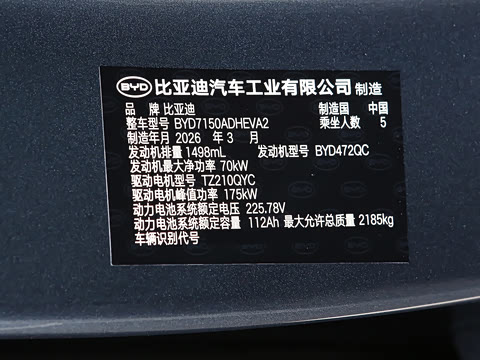 BYD 比亚迪汽车工业有限公司 制造
品 牌 比亚迪 制造国 中国
整车型号 BYD7150ADHEVA2 乘坐人数 5
制造年月 2026 年 3 月
发动机排量 1498mL 发动机型号 BYD472QC
发动机最大净功率 70kW
驱动电机型号 TZ210QYC
驱动电机峰值功率 175kW
动力电池系统额定电压 225.78V
动力电池系统额定容量 112Ah 最大允许总质量 2185kg
车辆识别代号